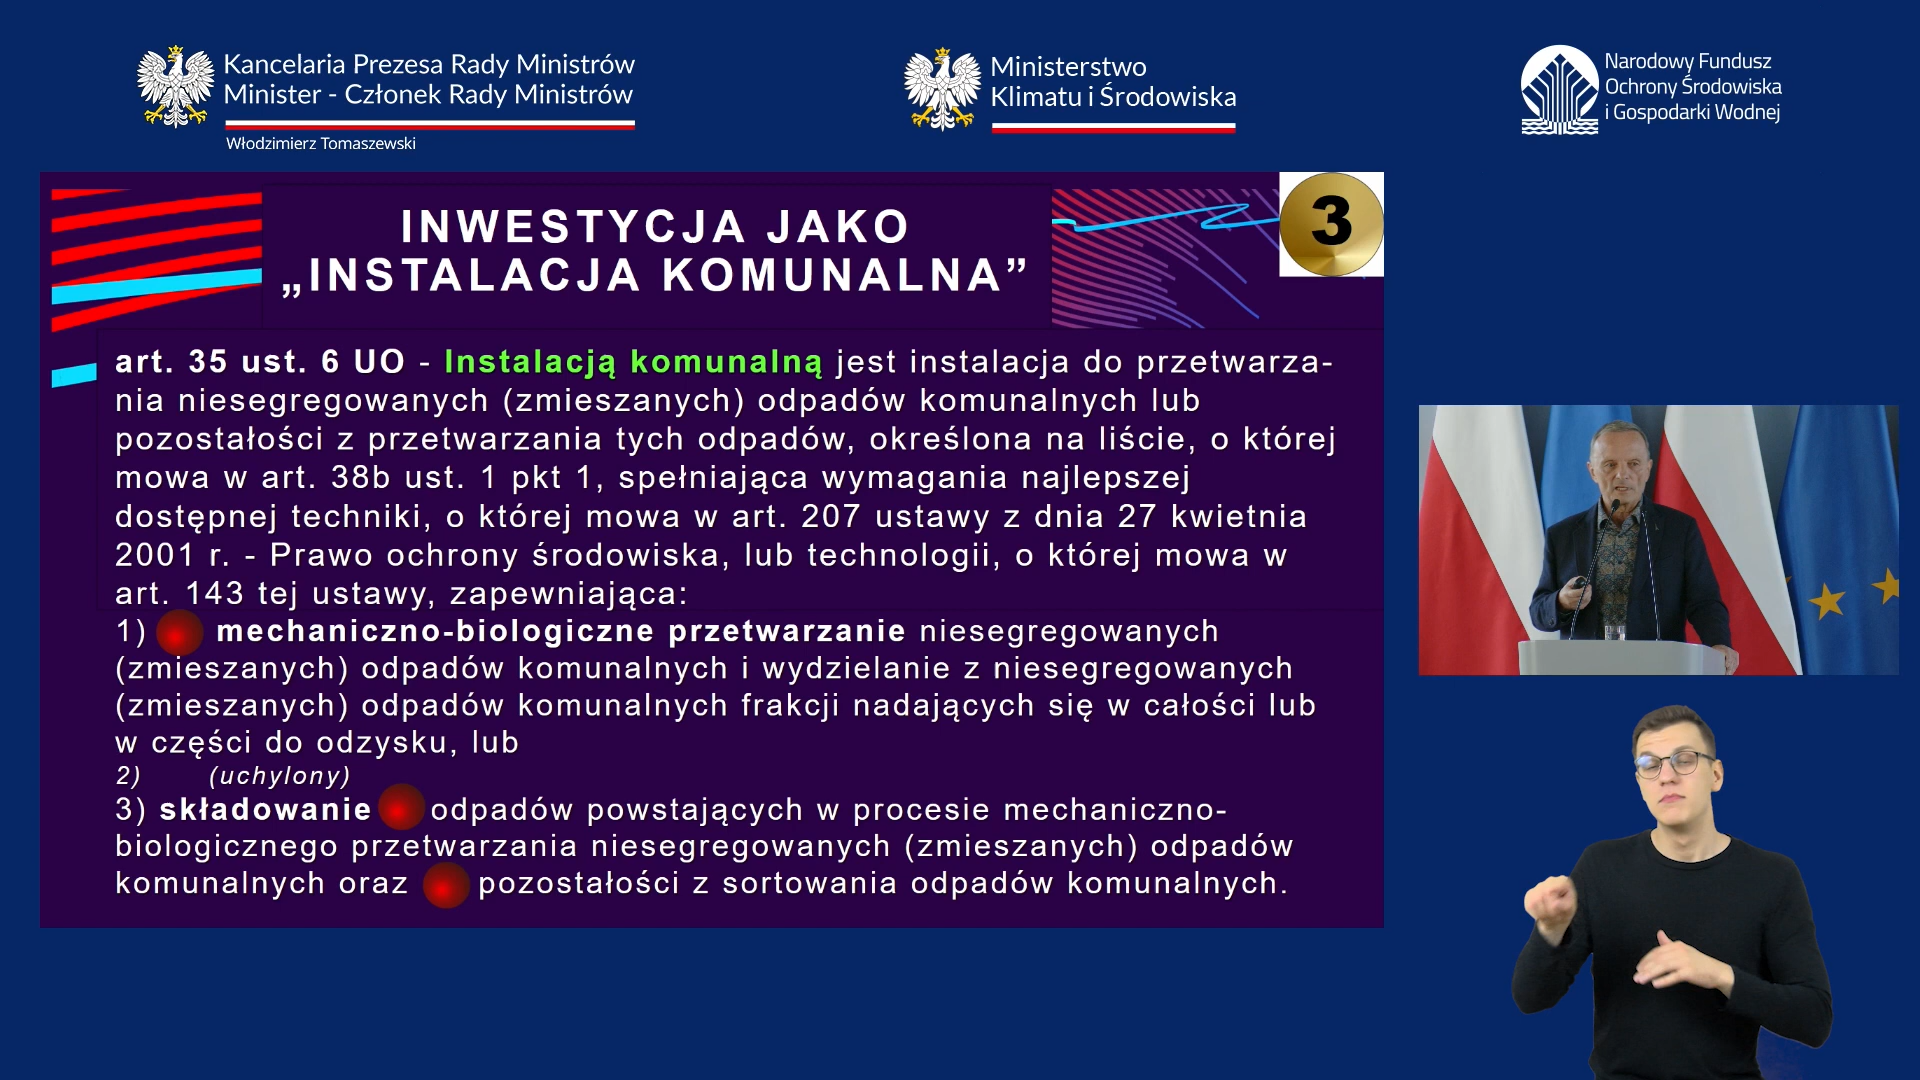 Kancelaria Prezesa Rady Ministrów
Minister - Członek Rady Ministrów
Włodzimierz Tomaszewski
Ministerstwo
Klimatu i Środowiska
Narodowy Fundusz
Ochrony Środowiska
i Gospodarki Wodnej
INWESTYCJA JAKO
„INSTALACJA KOMUNALNA”
3
art. 35 ust. 6 UO - Instalacją komunalną jest instalacja do przetwarza-
nia niesegregowanych (zmieszanych) odpadów komunalnych lub
pozostałości z przetwarzania tych odpadów, określona na liście, o której
mowa w art. 38b ust. 1 pkt 1, spełniająca wymagania najlepszej
dostępnej techniki, o której mowa w art. 207 ustawy z dnia 27 kwietnia
2001 r. - Prawo ochrony środowiska, lub technologii, o której mowa w
art. 143 tej ustawy, zapewniająca:
1) mechaniczno-biologiczne przetwarzanie niesegregowanych
(zmieszanych) odpadów komunalnych i wydzielanie z niesegregowanych
(zmieszanych) odpadów komunalnych frakcji nadających się w całości lub
w części do odzysku, lub
2) (uchylony)
3) składowanie odpadów powstających w procesie mechaniczno-
biologicznego przetwarzania niesegregowanych (zmieszanych) odpadów
komunalnych oraz pozostałości z sortowania odpadów komunalnych.